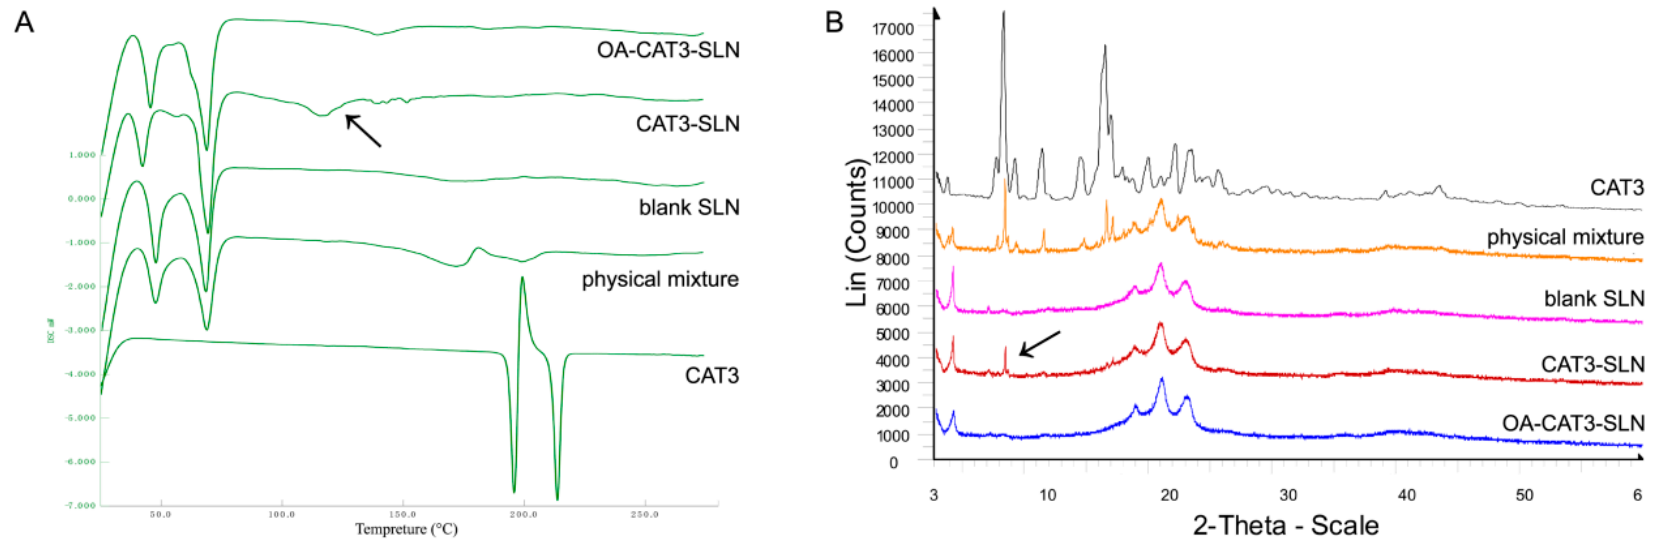 A
OA-CAT3-SLN
CAT3-SLN
1.000
0.000
blank SLN
-1.000
physical mixture
-2.000
-3.000
CAT3
-4.000
-5.000
-6.000
-7.000
50.0 100.0 150.0 200.0 250.0
Tempreture (°C)
B
17000
16000
15000
14000
13000
12000
11000
CAT3
10000
9000
physical mixture
8000
7000
blank SLN
6000
5000
CAT3-SLN
4000
3000
2000
OA-CAT3-SLN
1000
0
Lin (Counts)
3 10 20 30 40 50 6
2-Theta - Scale